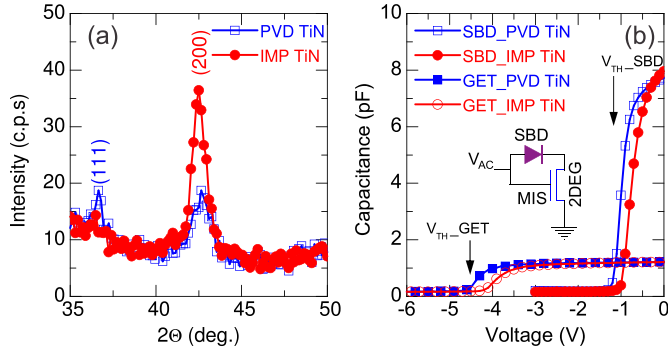 (a)
PVD TiN
IMP TiN
(111)
(200)
Intensity (c.p.s)
50
40
30
20
10
0
35
40
45
50
2Θ (deg.)
(b)
SBD_PVD TiN
SBD_IMP TiN
GET_PVD TiN
GET_IMP TiN
V_TH_SBD
SBD
V_AC
MIS
2DEG
V_TH_GET
Capacitance (pF)
10
8
6
4
2
0
-6
-5
-4
-3
-2
-1
0
Voltage (V)